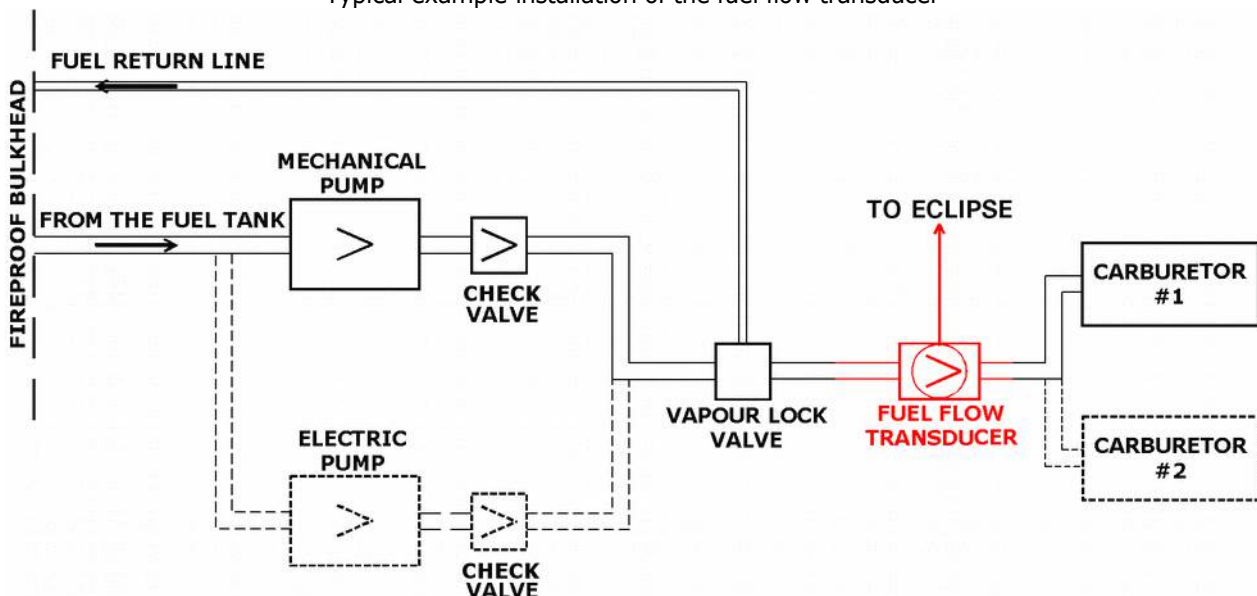 Typical example installation of the fuel flow transducer
FUEL RETURN LINE
FIREPROOF BULKHEAD
MECHANICAL
PUMP
FROM THE FUEL TANK
CHECK
VALVE
TO ECLIPSE
CARBURETOR
#1
VAPOUR LOCK
VALVE
FUEL FLOW
TRANSDUCER
ELECTRIC
PUMP
CHECK
VALVE
CARBURETOR
#2